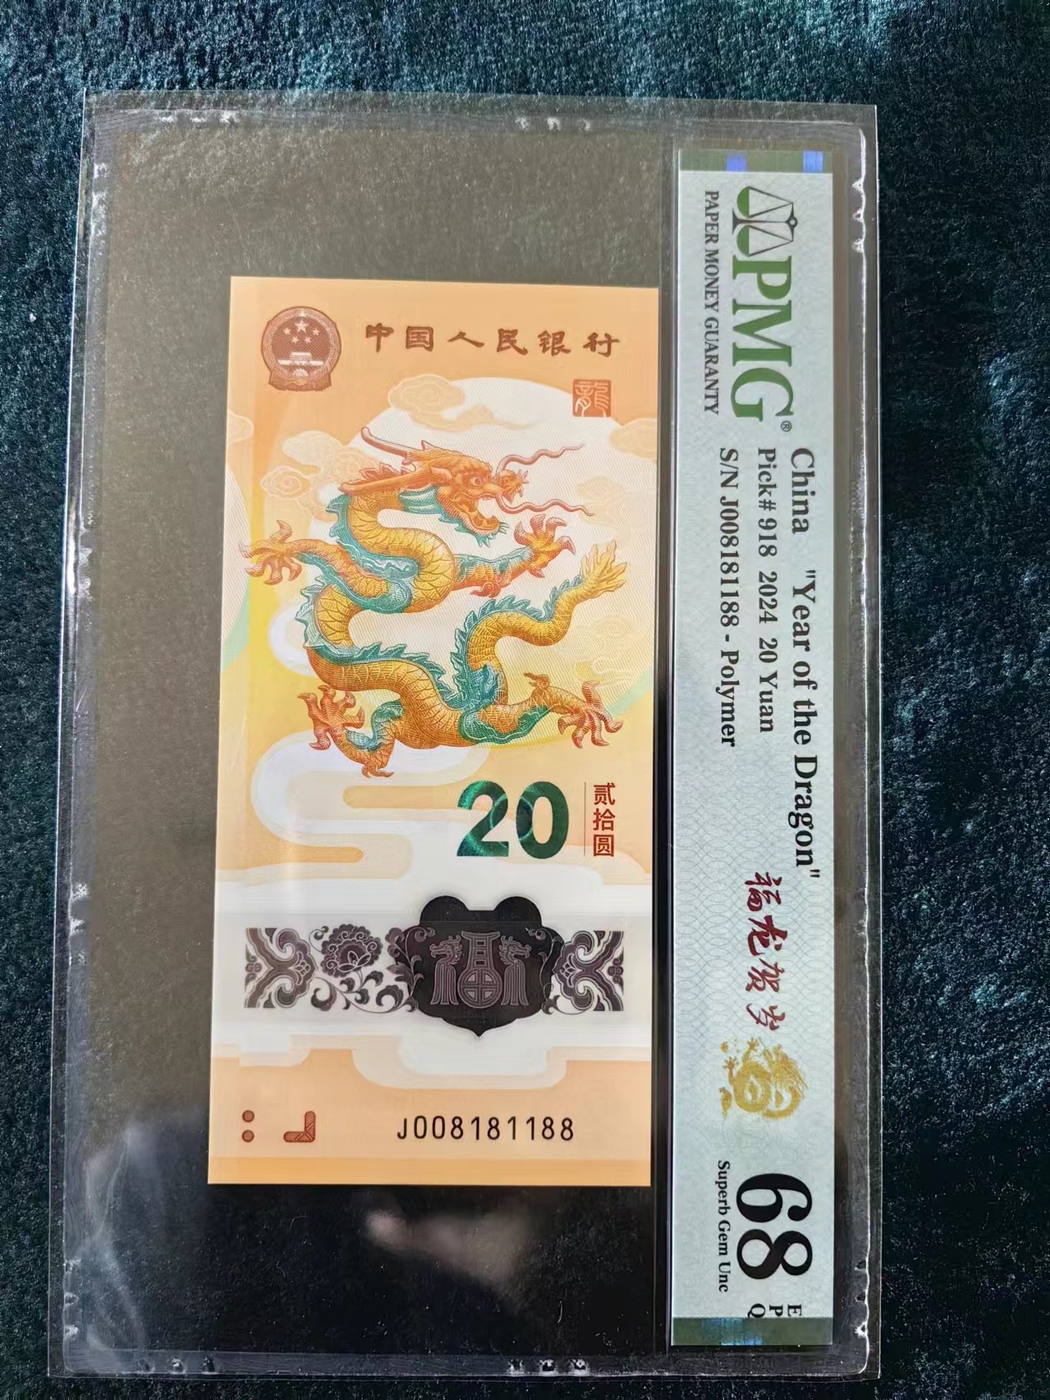 中国人民银行
龍
20
贰拾圆
J008181188
PMG®
PAPER MONEY GUARANTY
China "Year of the Dragon"
Pick# 918 2024 20 Yuan
S/N J008181188 - Polymer
福龙贺岁
68
Superb Gem Unc
E
P
Q